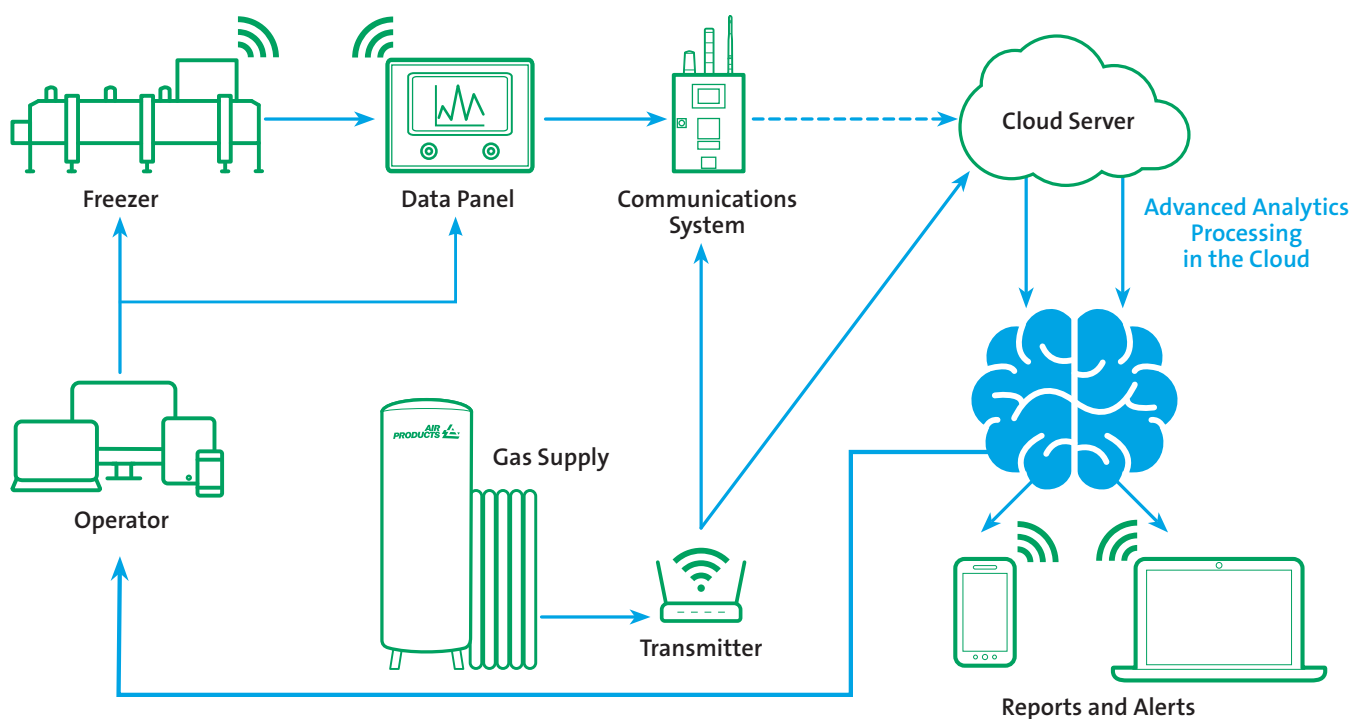 Cloud Server
Freezer
Data Panel
Communications
System
Advanced Analytics
Processing
in the Cloud
AIR
PRODUCTS
Gas Supply
Operator
Transmitter
Reports and Alerts